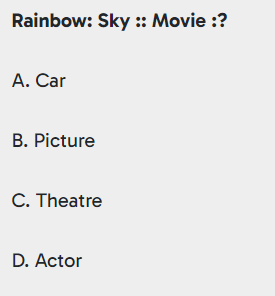 Rainbow: Sky :: Movie :?
A. Car
B. Picture
C. Theatre
D. Actor